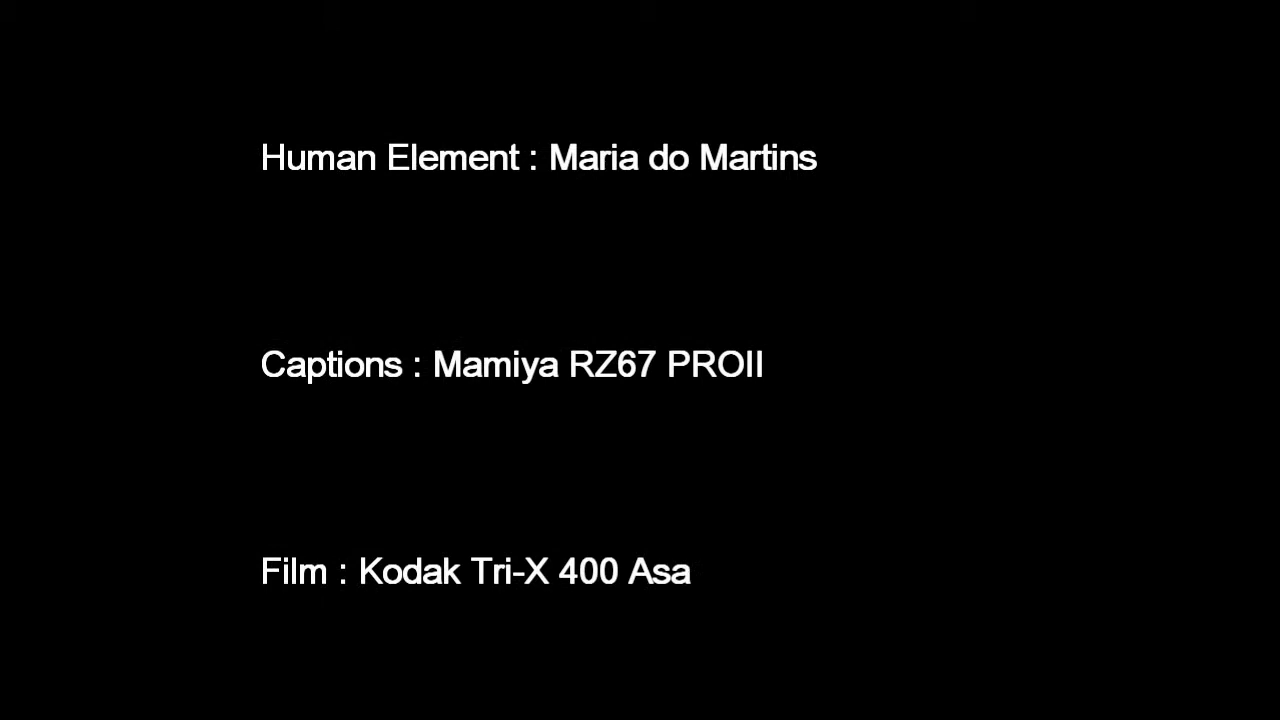 Human Element : Maria do Martins
Captions : Mamiya RZ67 PROII
Film : Kodak Tri-X 400 Asa